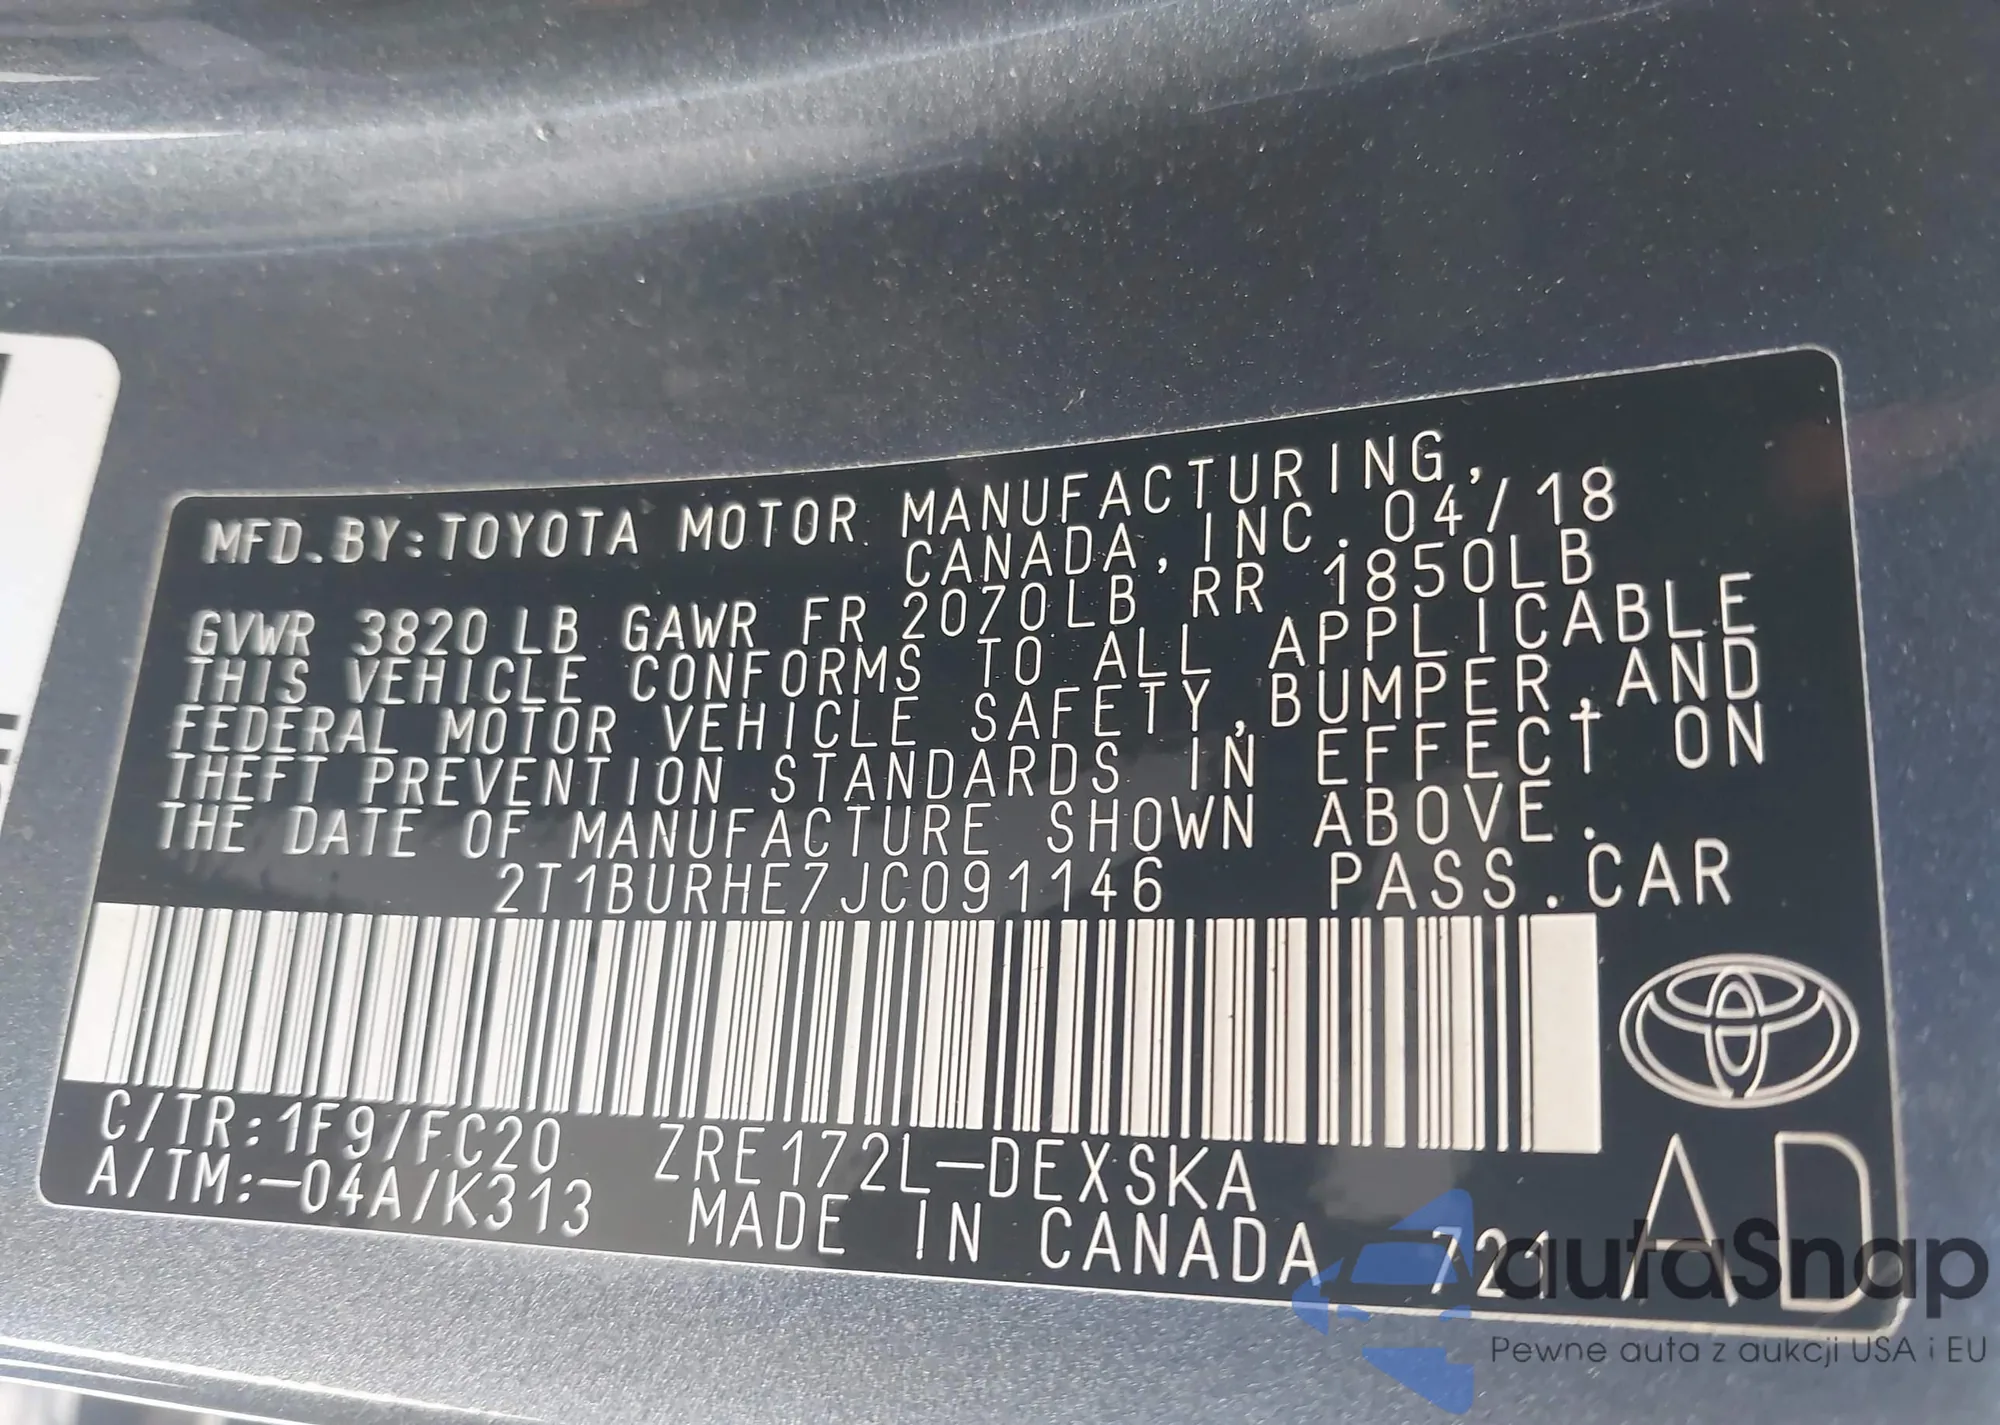 MFD.BY:TOYOTA MOTOR MANUFACTURING,
CANADA,INC.04/18
GVWR 3820LB GAWR FR 2070LB RR 1850LB
THIS VEHICLE CONFORMS TO ALL APPLICABLE
FEDERAL MOTOR VEHICLE SAFETY,BUMPER,AND
THEFT PREVENTION STANDARDS IN EFFECT ON
THE DATE OF MANUFACTURE SHOWN ABOVE.
2T1BURHE7JC091146 PASS.CAR
C/TR:1F9/FC20 ZRE172L-DEXSKA
A/TM:-04A/K313 MADE IN CANADA 721 AD
autaSnap
Pewne auta z aukcji USA i EU